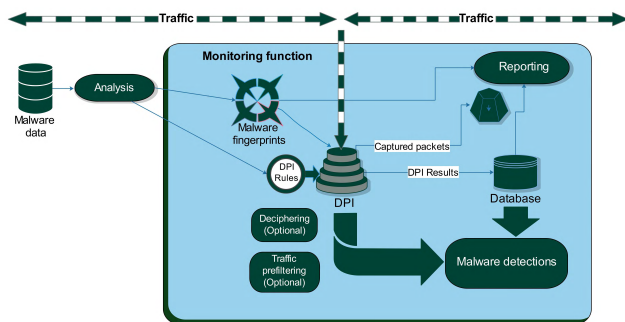 Traffic
Traffic
Monitoring function
Reporting
Analysis
Malware
data
Malware
fingerprints
Captured packets
DPI
Rules
DPI Results
DPI
Database
Deciphering
(Optional)
Traffic
prefiltering
(Optional)
Malware detections